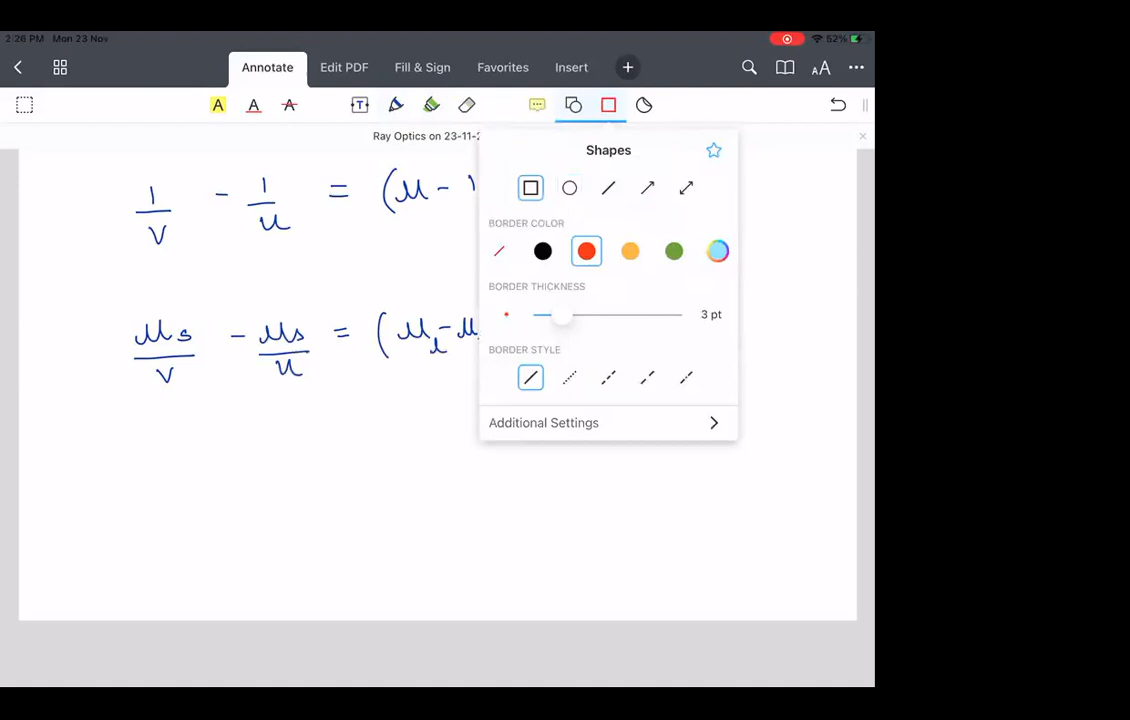 2:26 PM Mon 23 Nov 52%
Annotate Edit PDF Fill & Sign Favorites Insert
A A A T AA
Ray Optics on 23-11-2
Shapes
BORDER COLOR
BORDER THICKNESS
3 pt
BORDER STYLE
Additional Settings
1/v - 1/u = (μ - 1
μs/v - μs/u = (μL - μ